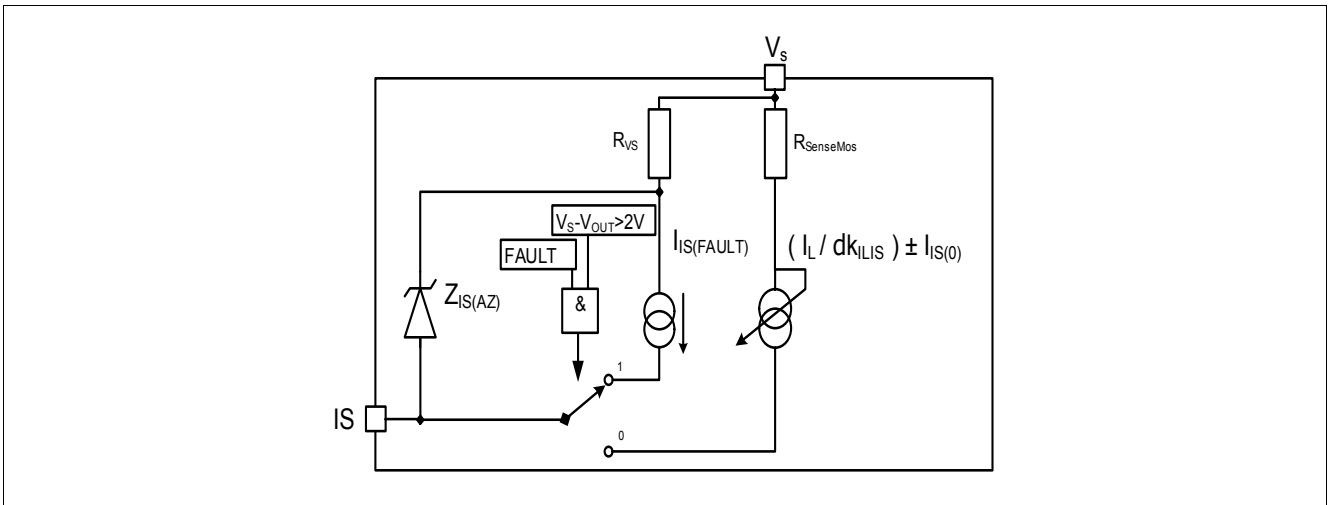 Vs
RVS
RSenseMos
VS-VOUT>2V
FAULT
IIS(FAULT)
( IL / dkILIS ) ± IIS(0)
ZIS(AZ)
&
1
IS
0